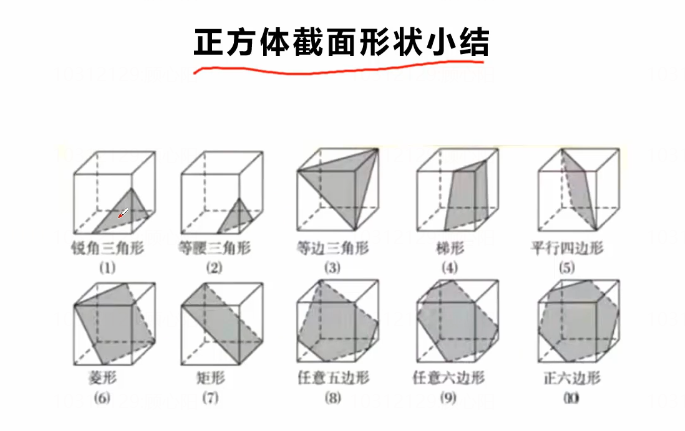 正方体截面形状小结
锐角三角形 等腰三角形 等边三角形 梯形 平行四边形
(1) (2) (3) (4) (5)
菱形 矩形 任意五边形 任意六边形 正六边形
(6) (7) (8) (9) (10)